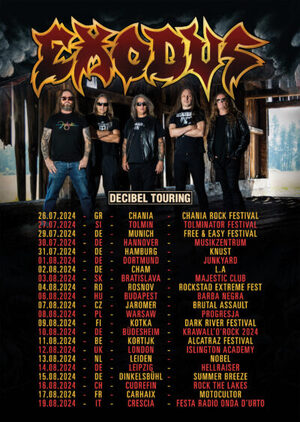 EXODUS
DECIBEL TOURING
26.07.2024 - GR - CHANIA - CHANIA ROCK FESTIVAL
27.07.2024 - SI - TOLMIN - TOLMINATOR FESTIVAL
29.07.2024 - DE - MUNICH - FREE & EASY FESTIVAL
30.07.2024 - DE - HANNOVER - MUSIKZENTRUM
31.07.2024 - DE - HAMBURG - KNUST
01.08.2024 - DE - DORTMUND - JUNKYARD
02.08.2024 - DE - CHAM - L.A
03.08.2024 - SK - BRATISLAVA - MAJESTIC CLUB
04.08.2024 - RO - ROSNOV - ROCKSTAD EXTREME FEST
06.08.2024 - HU - BUDAPEST - BARBA NEGRA
07.08.2024 - CZ - JAROMER - BRUTAL ASSAULT
08.08.2024 - PL - WARSAW - PROGRESJA
09.08.2024 - FI - KOTKA - DARK RIVER FESTIVAL
10.08.2024 - DE - BÜDESHEIM - KRAWALL'O 2024
11.08.2024 - BE - KORTIJK - ALCATRAZ FESTIVAL
12.08.2024 - UK - LONDON - ISLINGTON ACADEMY
13.08.2024 - NL - LEIDEN - NOBEL
14.08.2024 - DE - LEIPZIG - HELLRAISER
15.08.2024 - DE - DINKELSBÜHL - SUMMER BREEZE
16.08.2024 - CH - CUDREFIN - ROCK THE LAKES
17.08.2024 - FR - CARHAIX - MOTOCULTOR
19.08.2024 - IT - CRESCIA - FESTA RADIO ONDA D'URTO